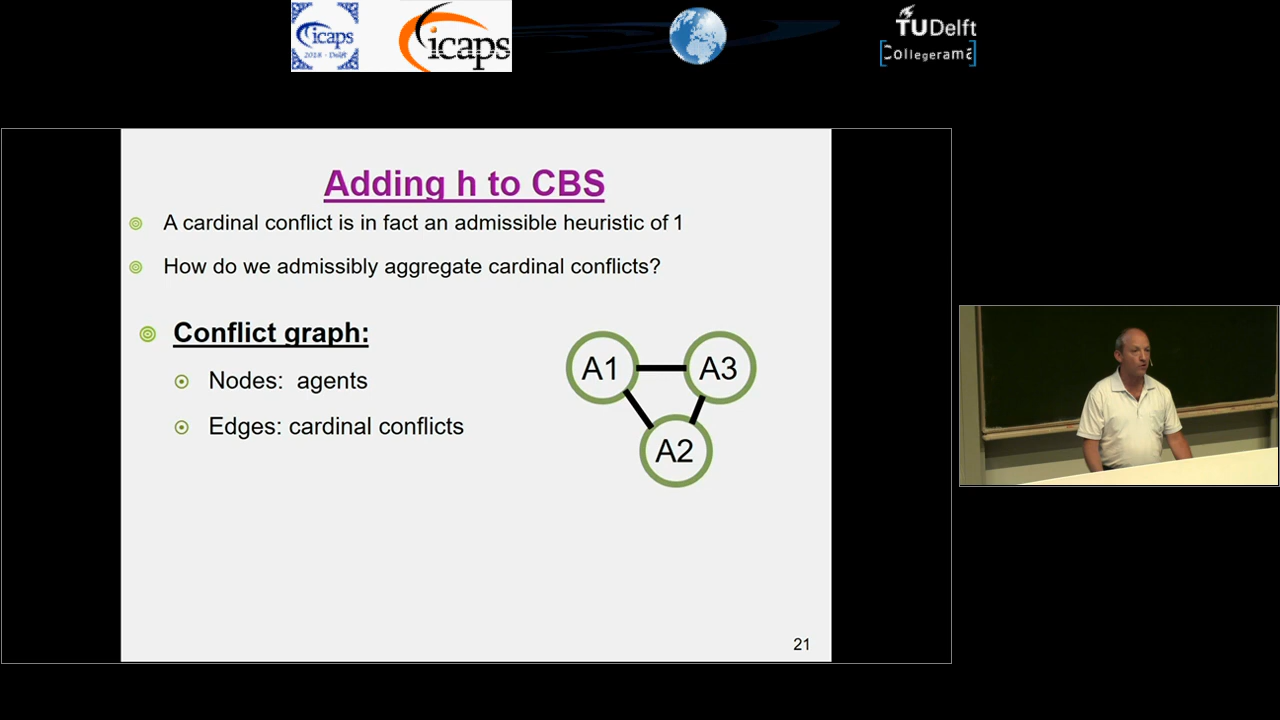 icaps
2018 - Delft
icaps
TUDelft
Collegerama
Adding h to CBS
A cardinal conflict is in fact an admissible heuristic of 1
How do we admissibly aggregate cardinal conflicts?
Conflict graph:
Nodes: agents
Edges: cardinal conflicts
A1
A3
A2
21